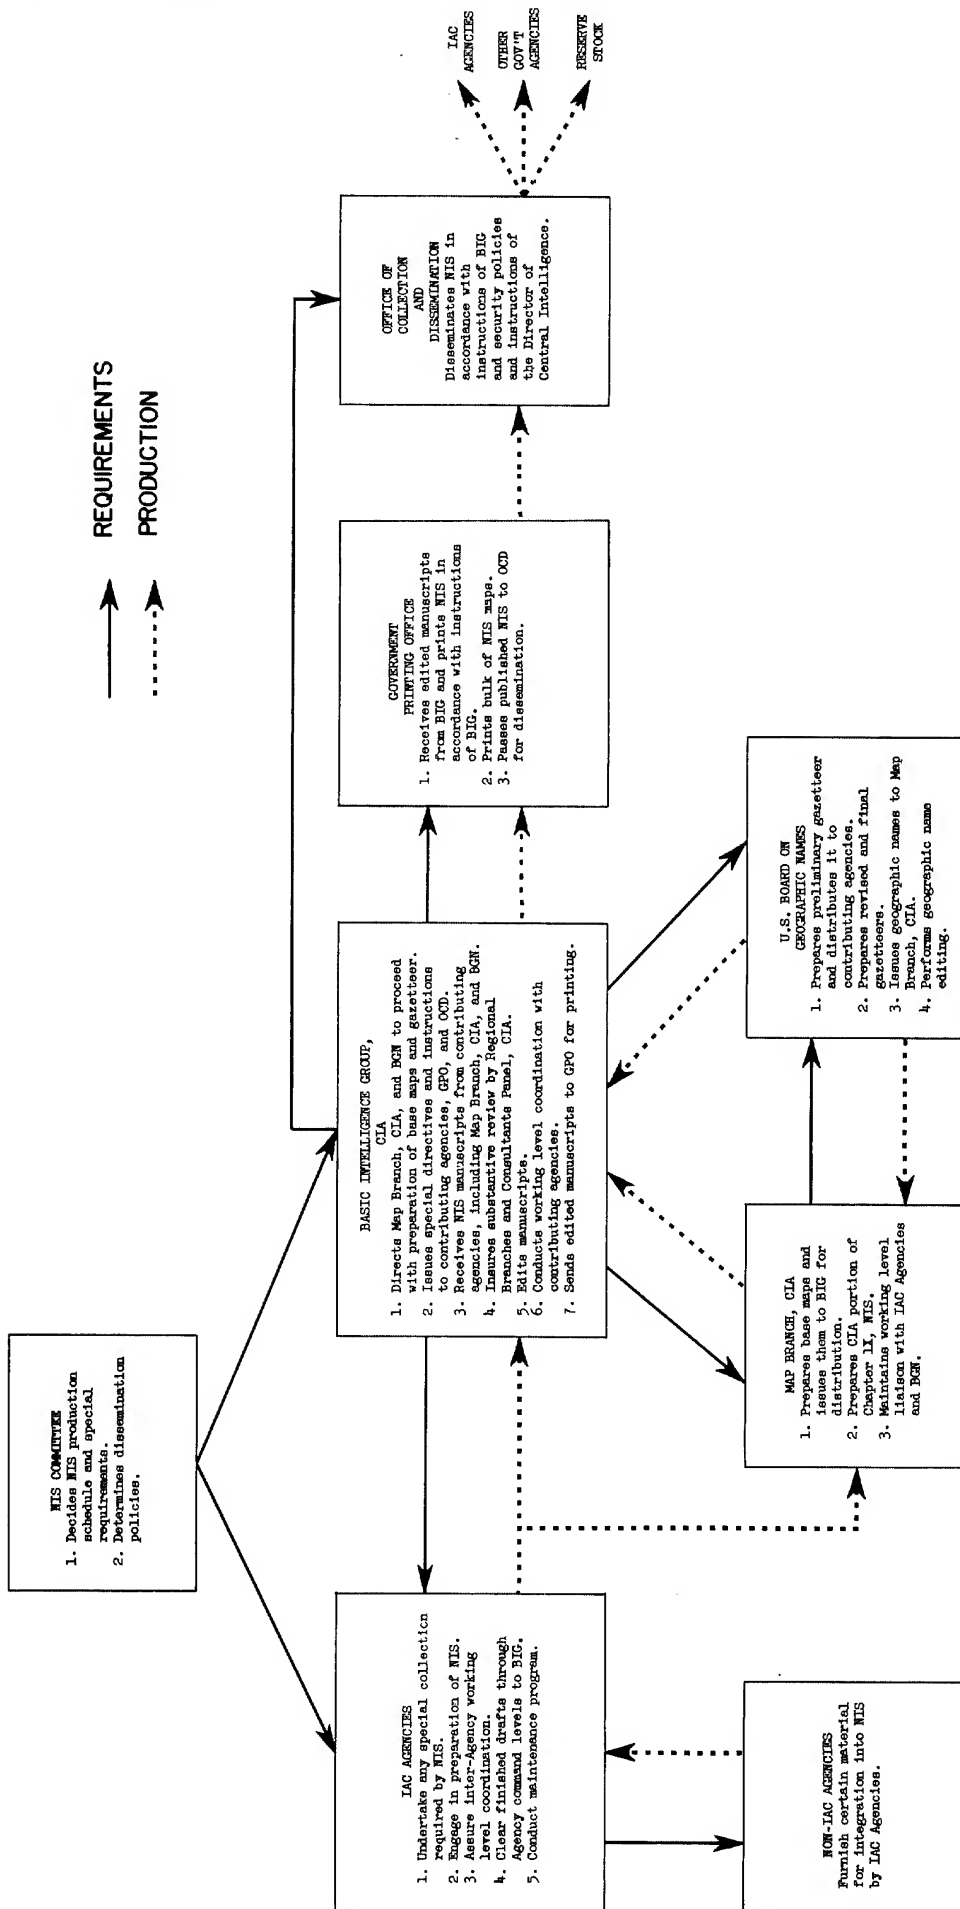 REQUIREMENTS
PRODUCTION
NIS COMMITTEE
1. Decides NIS production
schedule and special
requirements.
2. Determines dissemination
policies.
IAC AGENCIES
1. Undertake any special collection
required by NIS.
2. Engage in preparation of NIS.
3. Assure inter-Agency working
level coordination.
4. Clear finished drafts through
Agency command levels to BIG.
5. Conduct maintenance program.
BASIC INTELLIGENCE GROUP,
CIA
1. Directs Map Branch, CIA, and BGN to proceed
with preparation of base maps and gazetteer.
2. Issues special directives and instructions
to contributing agencies, GPO, and OCD.
3. Receives NIS manuscripts from contributing
agencies, including Map Branch, CIA, and BGN.
4. Insures substantive review by Regional
Branches and Consultants Panel, CIA.
5. Edits manuscripts.
6. Conducts working level coordination with
contributing agencies.
7. Sends edited manuscripts to GPO for printing.
GOVERNMENT
PRINTING OFFICE
1. Receives edited manuscripts
from BIG and prints NIS in
accordance with instructions
of BIG.
2. Prints bulk of NIS maps.
3. Passes published NIS to OCD
for dissemination.
OFFICE OF
COLLECTION
AND
DISSEMINATION
Disseminates NIS in
accordance with
instructions of BIG
and security policies
and instructions of
the Director of
Central Intelligence.
IAC
AGENCIES
OTHER
GOV'T
AGENCIES
RESERVE
STOCK
NON-IAC AGENCIES
Furnish certain material
for integration into NIS
by IAC Agencies.
MAP BRANCH, CIA
1. Prepares base maps and
issues them to BIG for
distribution.
2. Prepares CIA portion of
Chapter IX, NIS.
3. Maintains working level
liaison with IAC Agencies
and BGN.
U.S. BOARD ON
GEOGRAPHIC NAMES
1. Prepares preliminary gazetteer
and distributes it to
contributing agencies.
2. Prepares revised and final
gazetteers.
3. Issues geographic names to Map
Branch, CIA.
4. Performs geographic name
editing.